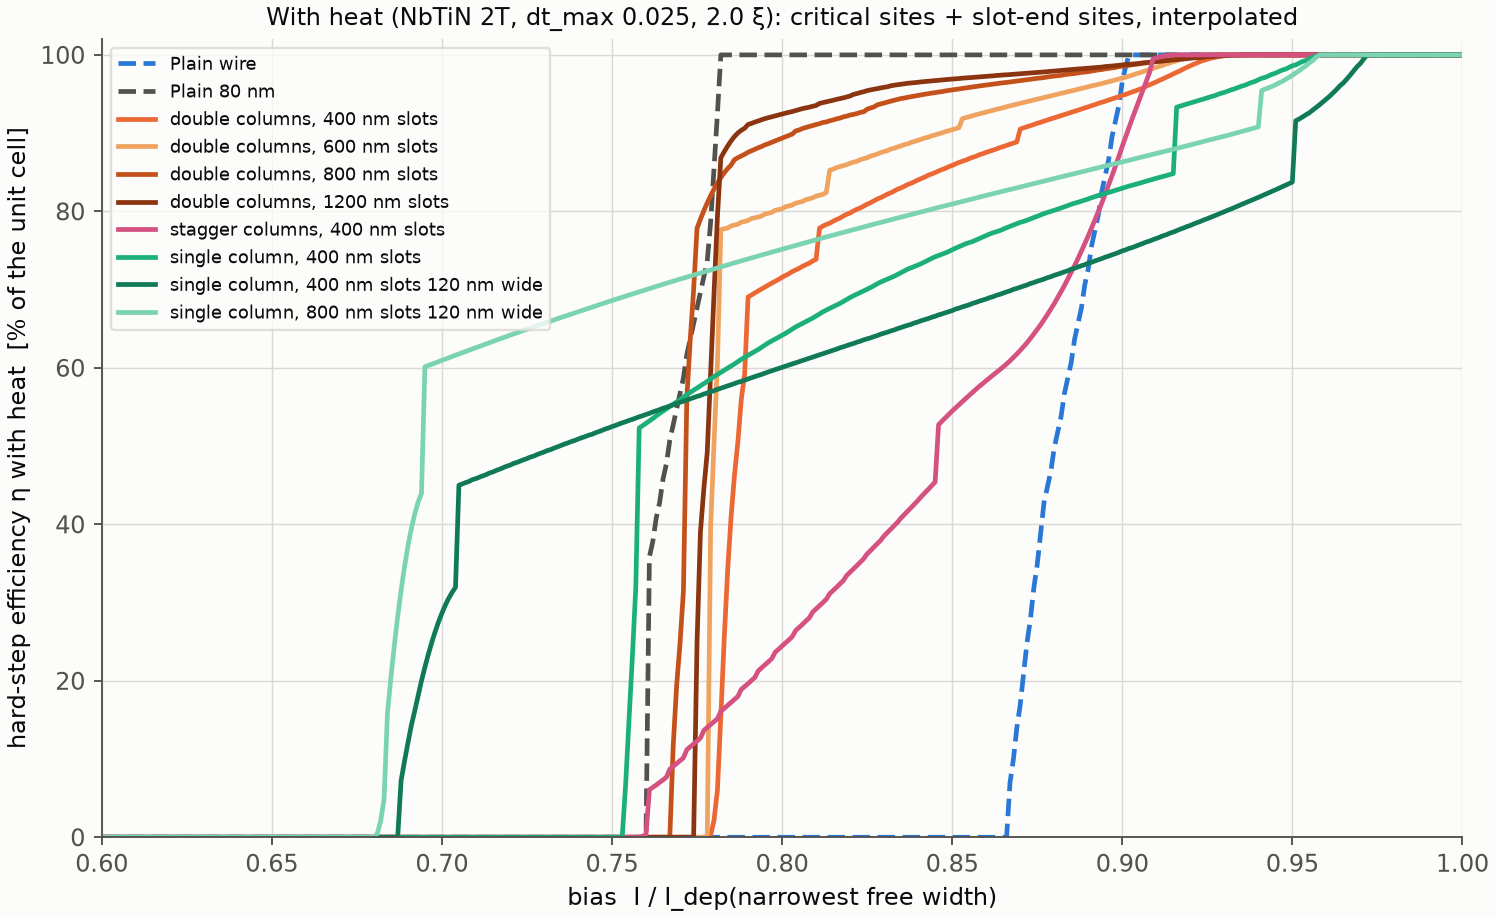 With heat (NbTiN 2T, dt_max 0.025, 2.0 ξ): critical sites + slot-end sites, interpolated
hard-step efficiency η with heat [% of the unit cell]
100
80
60
40
20
0
Plain wire
Plain 80 nm
double columns, 400 nm slots
double columns, 600 nm slots
double columns, 800 nm slots
double columns, 1200 nm slots
stagger columns, 400 nm slots
single column, 400 nm slots
single column, 400 nm slots 120 nm wide
single column, 800 nm slots 120 nm wide
0.60 0.65 0.70 0.75 0.80 0.85 0.90 0.95 1.00
bias I / I_dep(narrowest free width)